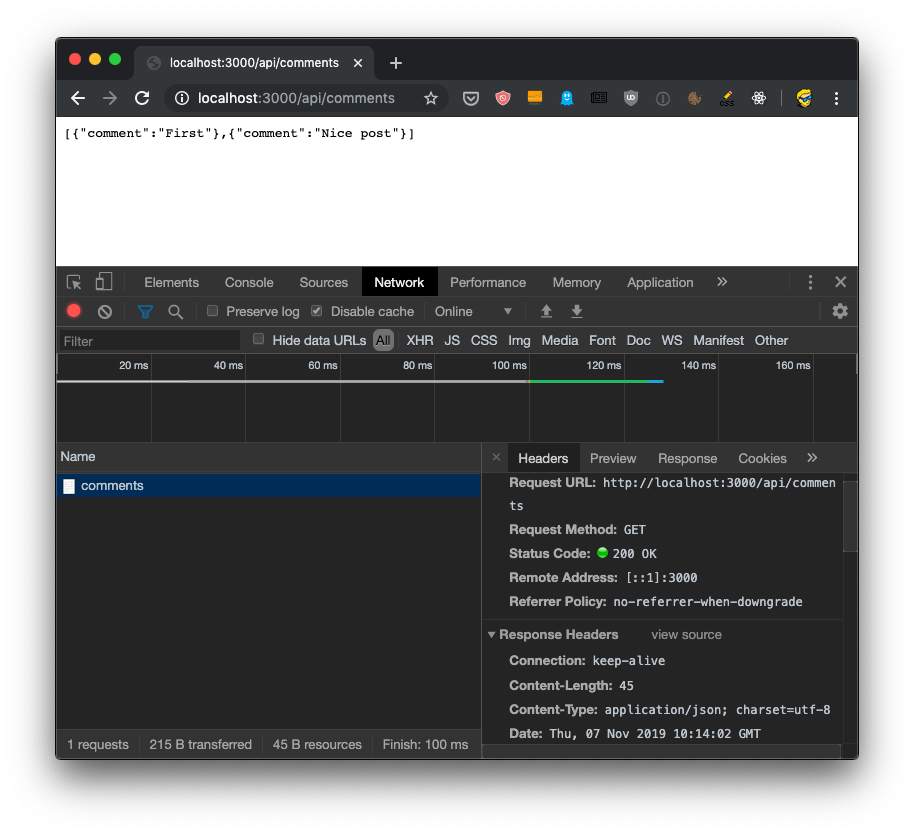 localhost:3000/api/comments
localhost:3000/api/comments
[{"comment":"First"},{"comment":"Nice post"}]
Elements Console Sources Network Performance Memory Application »
Preserve log Disable cache Online
Filter Hide data URLs All XHR JS CSS Img Media Font Doc WS Manifest Other
20 ms 40 ms 60 ms 80 ms 100 ms 120 ms 140 ms 160 ms
Name
Headers Preview Response Cookies »
comments
Request URL: http://localhost:3000/api/commen
ts
Request Method: GET
Status Code: 200 OK
Remote Address: [::1]:3000
Referrer Policy: no-referrer-when-downgrade
Response Headers view source
Connection: keep-alive
Content-Length: 45
Content-Type: application/json; charset=utf-8
Date: Thu, 07 Nov 2019 10:14:02 GMT
1 requests 215 B transferred 45 B resources Finish: 100 ms